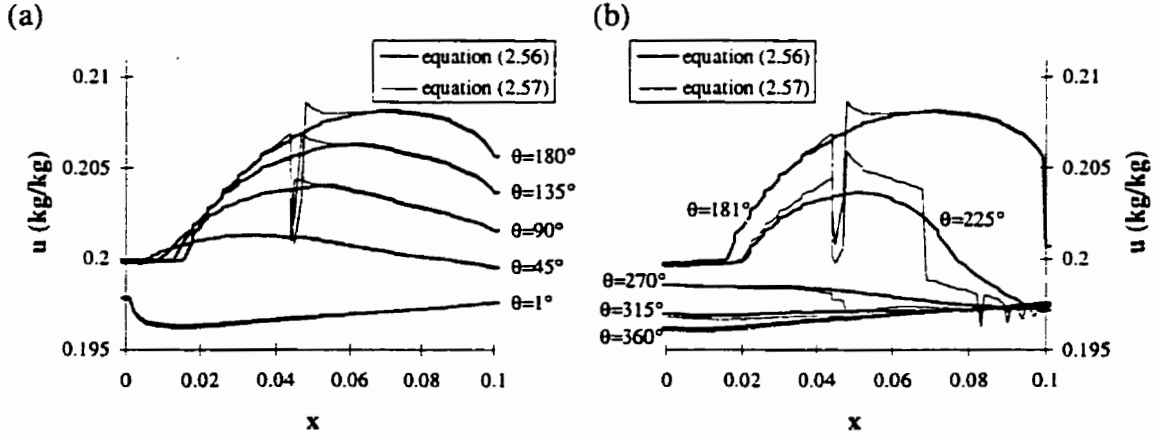 (a)
equation (2.56)
equation (2.57)
0.21
0.205
0.2
0.195
u (kg/kg)
θ=180°
θ=135°
θ=90°
θ=45°
θ=1°
0 0.02 0.04 0.06 0.08 0.1
x
(b)
equation (2.56)
equation (2.57)
θ=181°
θ=225°
θ=270°
θ=315°
θ=360°
0.21
0.205
0.2
0.195
u (kg/kg)
0 0.02 0.04 0.06 0.08 0.1
x